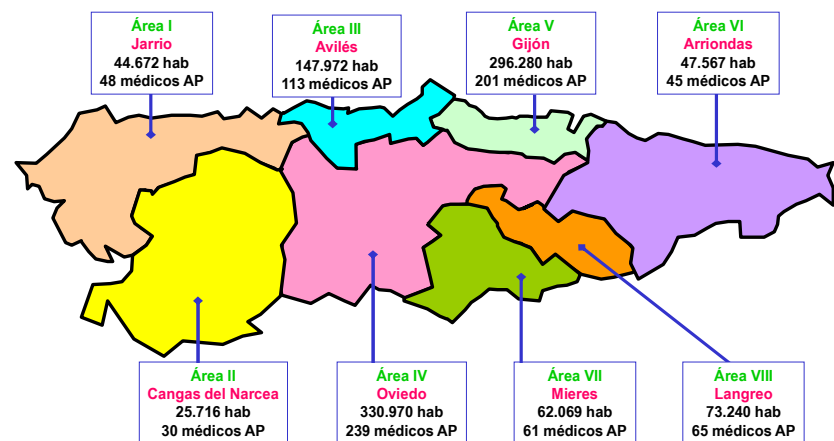 Área I
Jarrio
44.672 hab
48 médicos AP
Área III
Avilés
147.972 hab
113 médicos AP
Área V
Gijón
296.280 hab
201 médicos AP
Área VI
Arriondas
47.567 hab
45 médicos AP
Área II
Cangas del Narcea
25.716 hab
30 médicos AP
Área IV
Oviedo
330.970 hab
239 médicos AP
Área VII
Mieres
62.069 hab
61 médicos AP
Área VIII
Langreo
73.240 hab
65 médicos AP